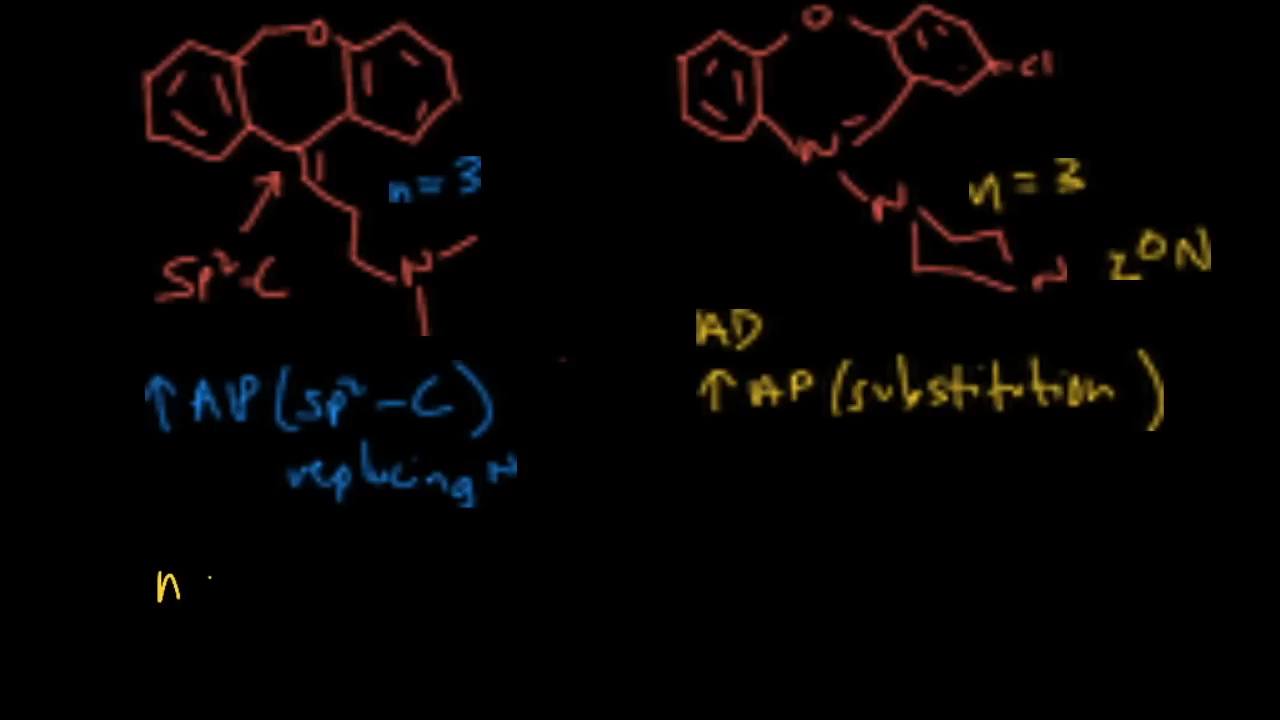 O
O
Cl
N
n = 3
N
n = 3
Sp²-C
N
N
2° N
AD
↑ AP (sp² - C)
↑ AP (substitution)
replacing N
n